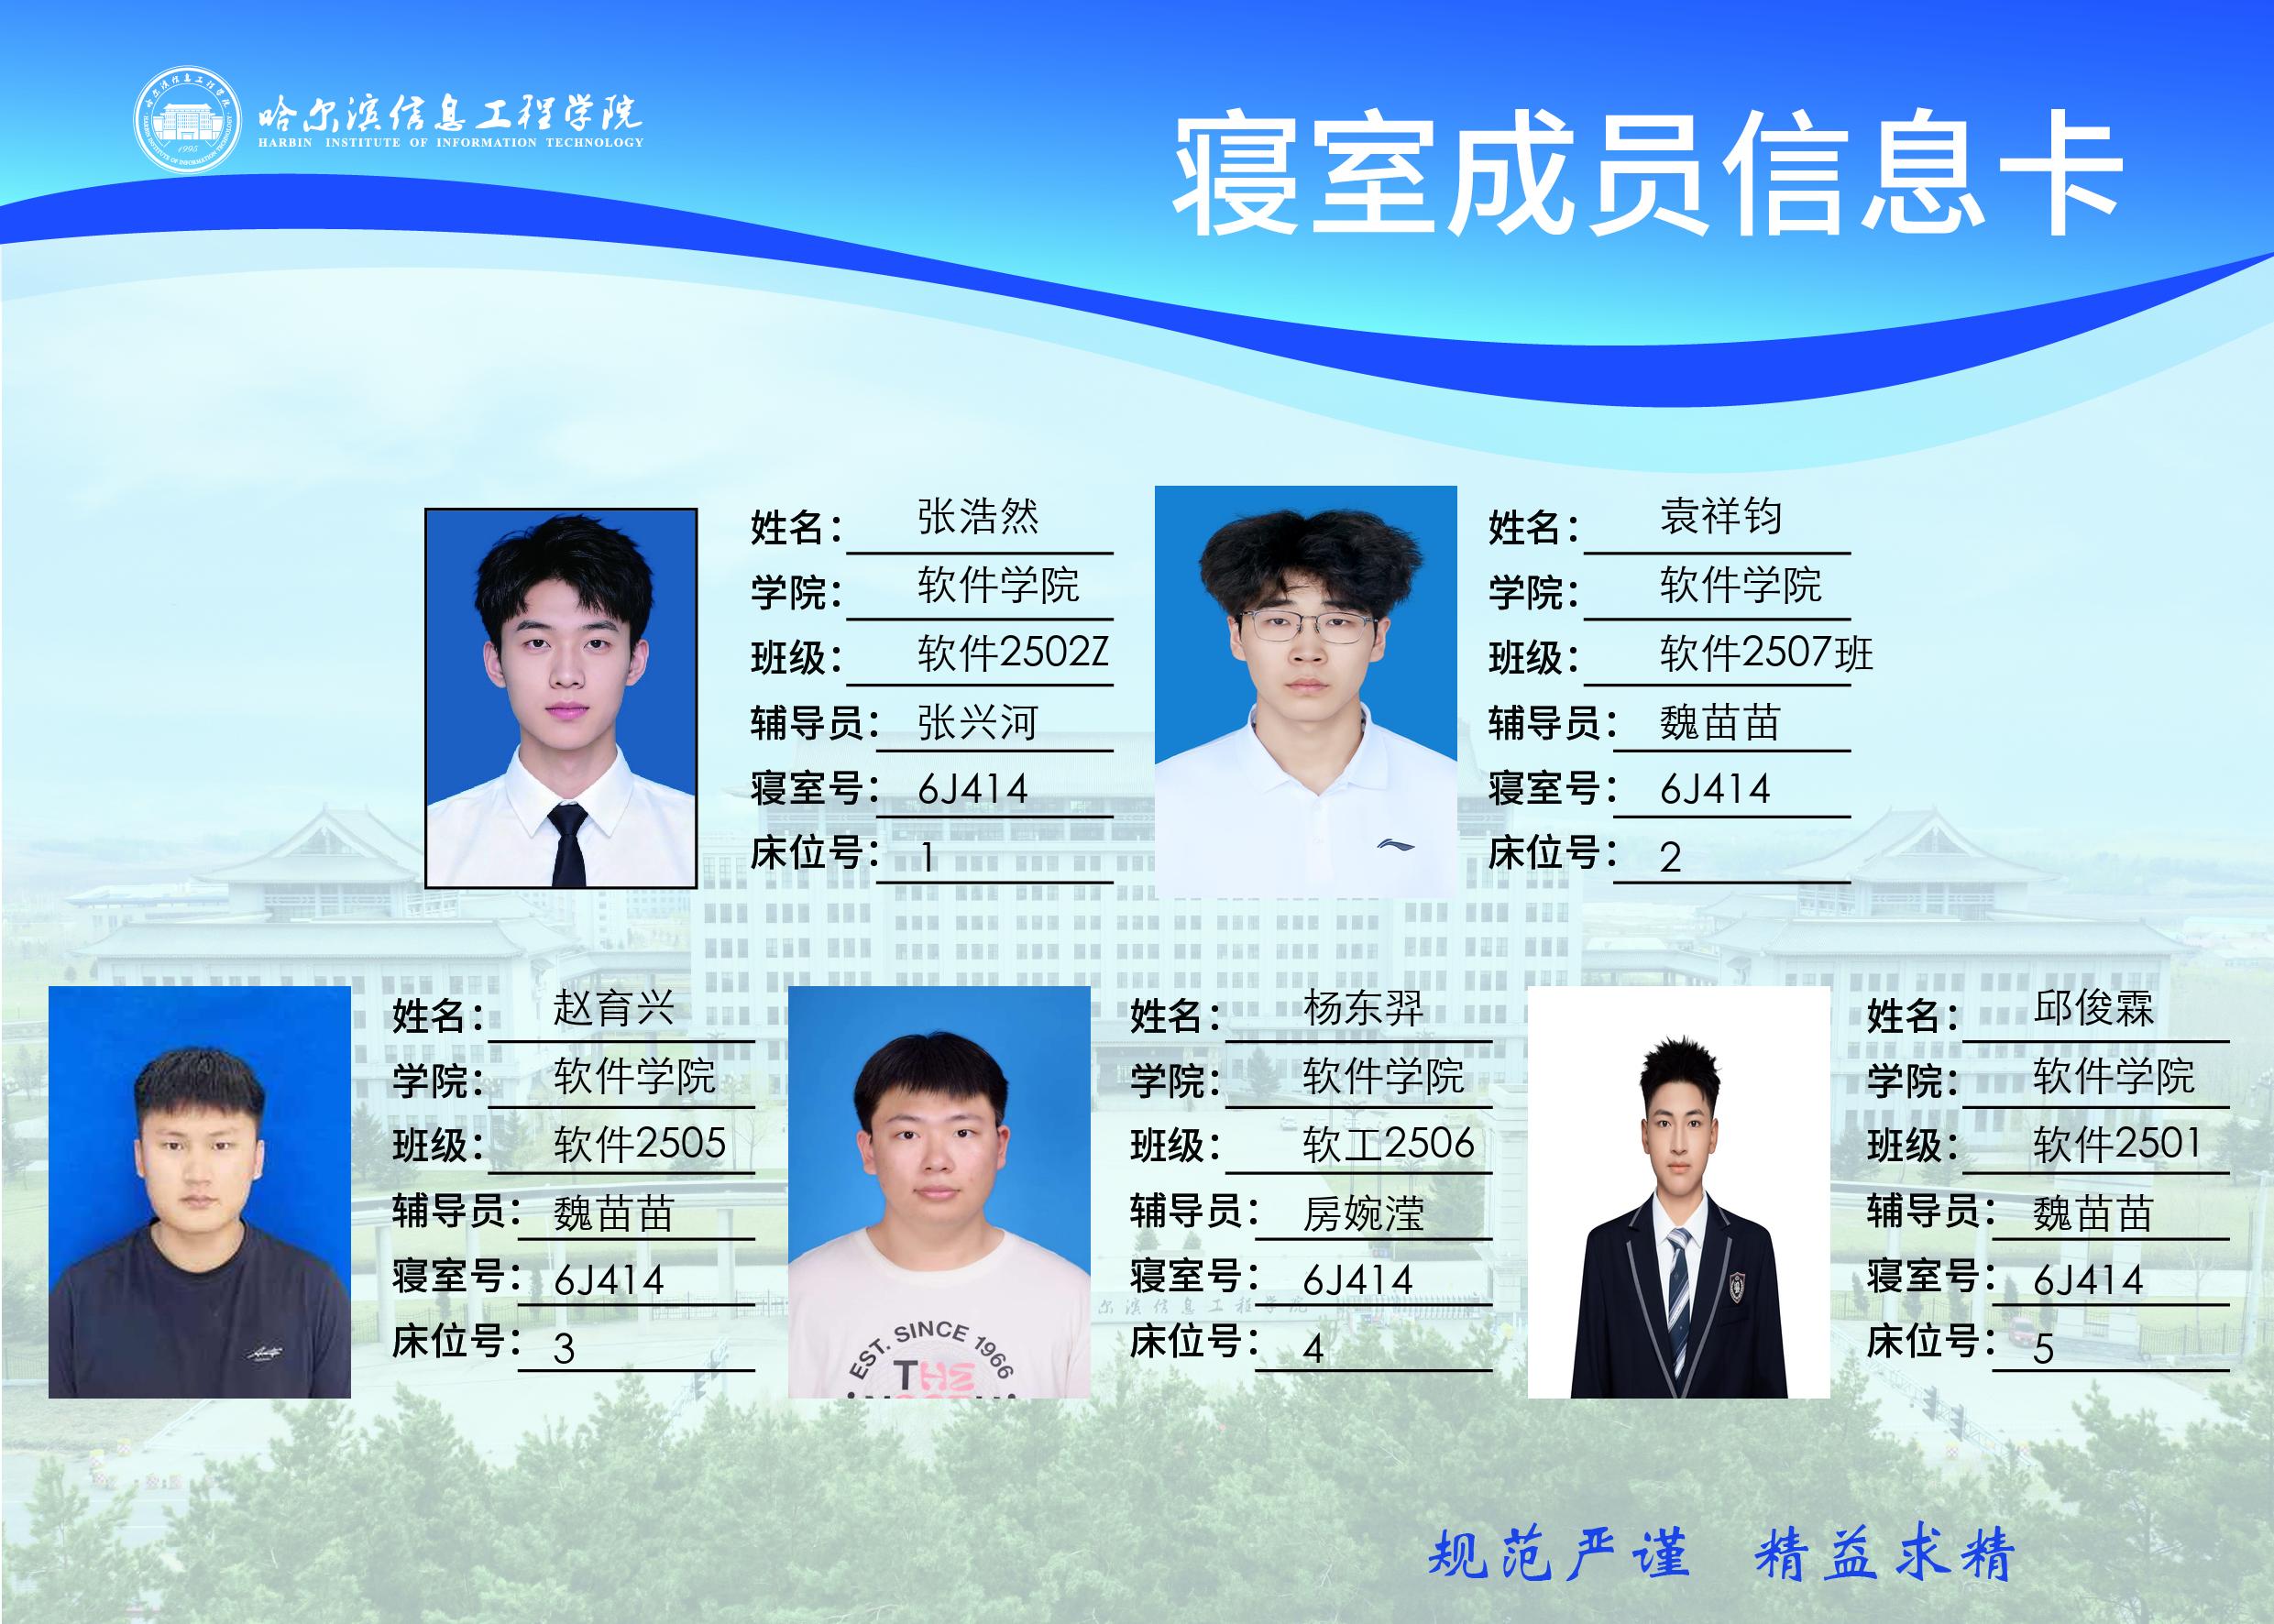 哈尔滨信息工程学院
HARBIN INSTITUTE OF INFORMATION TECHNOLOGY
1995
寝室成员信息卡
姓名：张浩然
学院：软件学院
班级：软件2502Z
辅导员：张兴河
寝室号：6J414
床位号：1
姓名：袁祥钧
学院：软件学院
班级：软件2507班
辅导员：魏苗苗
寝室号：6J414
床位号：2
姓名：赵育兴
学院：软件学院
班级：软件2505
辅导员：魏苗苗
寝室号：6J414
床位号：3
EST. SINCE 1966
THE
姓名：杨东羿
学院：软件学院
班级：软工2506
辅导员：房婉滢
寝室号：6J414
床位号：4
姓名：邱俊霖
学院：软件学院
班级：软件2501
辅导员：魏苗苗
寝室号：6J414
床位号：5
尔滨信息工程学院
规范严谨 精益求精